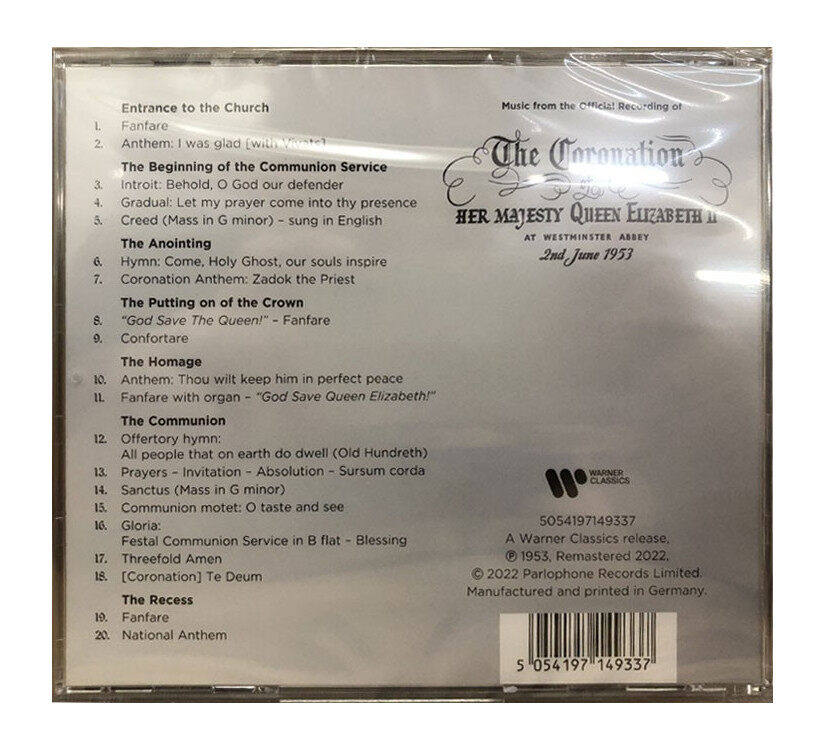 Entrance to the Church
1. Fanfare
2. Anthem: I was glad [with Vivats]
The Beginning of the Communion Service
3. Introit: Behold, O God our defender
4. Gradual: Let my prayer come into thy presence
5. Creed (Mass in G minor) – sung in English
The Anointing
6. Hymn: Come, Holy Ghost, our souls inspire
7. Coronation Anthem: Zadok the Priest
The Putting on of the Crown
8. “God Save The Queen!” – Fanfare
9. Confortare
The Homage
10. Anthem: Thou wilt keep him in perfect peace
11. Fanfare with organ – “God Save Queen Elizabeth!”
The Communion
12. Offertory hymn:
All people that on earth do dwell (Old Hundreth)
13. Prayers – Invitation – Absolution – Sursum corda
14. Sanctus (Mass in G minor)
15. Communion motet: O taste and see
16. Gloria:
Festal Communion Service in B flat – Blessing
17. Threefold Amen
18. [Coronation] Te Deum
The Recess
19. Fanfare
20. National Anthem
Music from the Official Recording of
The Coronation
of
HER MAJESTY QUEEN ELIZABETH II
AT WESTMINSTER ABBEY
2nd June 1953
WARNER
CLASSICS
5054197149337
A Warner Classics release,
℗ 1953, Remastered 2022,
© 2022 Parlophone Records Limited.
Manufactured and printed in Germany.
5 054197 149337